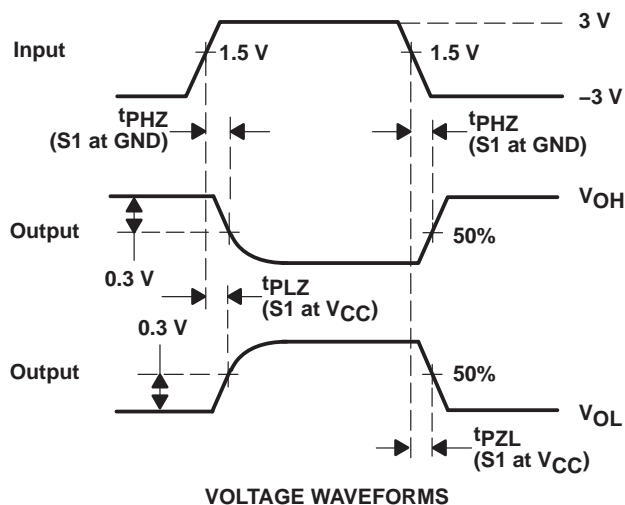 3 V
Input
1.5 V
1.5 V
–3 V
tPHZ
(S1 at GND)
tPHZ
(S1 at GND)
VOH
Output
50%
0.3 V
tPLZ
(S1 at VCC)
0.3 V
Output
50%
VOL
tPZL
(S1 at VCC)
VOLTAGE WAVEFORMS